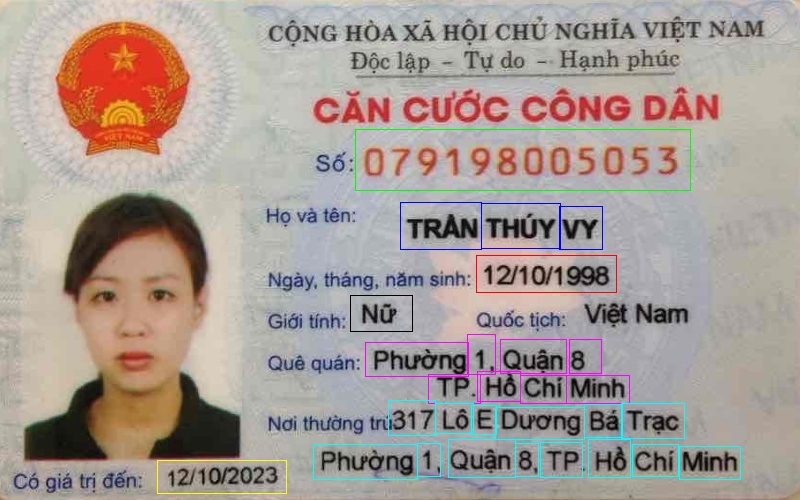 CỘNG HÒA XÃ HỘI CHỦ NGHĨA VIỆT NAM
Độc lập - Tự do - Hạnh phúc
CĂN CƯỚC CÔNG DÂN
Số: 079198005053
Họ và tên: TRẦN THÚY VY
Ngày, tháng, năm sinh: 12/10/1998
Giới tính: Nữ Quốc tịch: Việt Nam
Quê quán: Phường 1, Quận 8
TP. Hồ Chí Minh
Nơi thường trú: 317 Lô E Dương Bá Trạc
Phường 1, Quận 8, TP. Hồ Chí Minh
Có giá trị đến: 12/10/2023